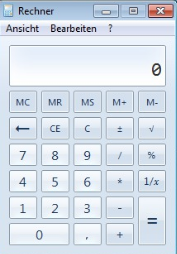 Rechner
Ansicht Bearbeiten ?
0
MC MR MS M+ M-
← CE C ± √
7 8 9 / %
4 5 6 * 1/x
1 2 3 - =
0 , +